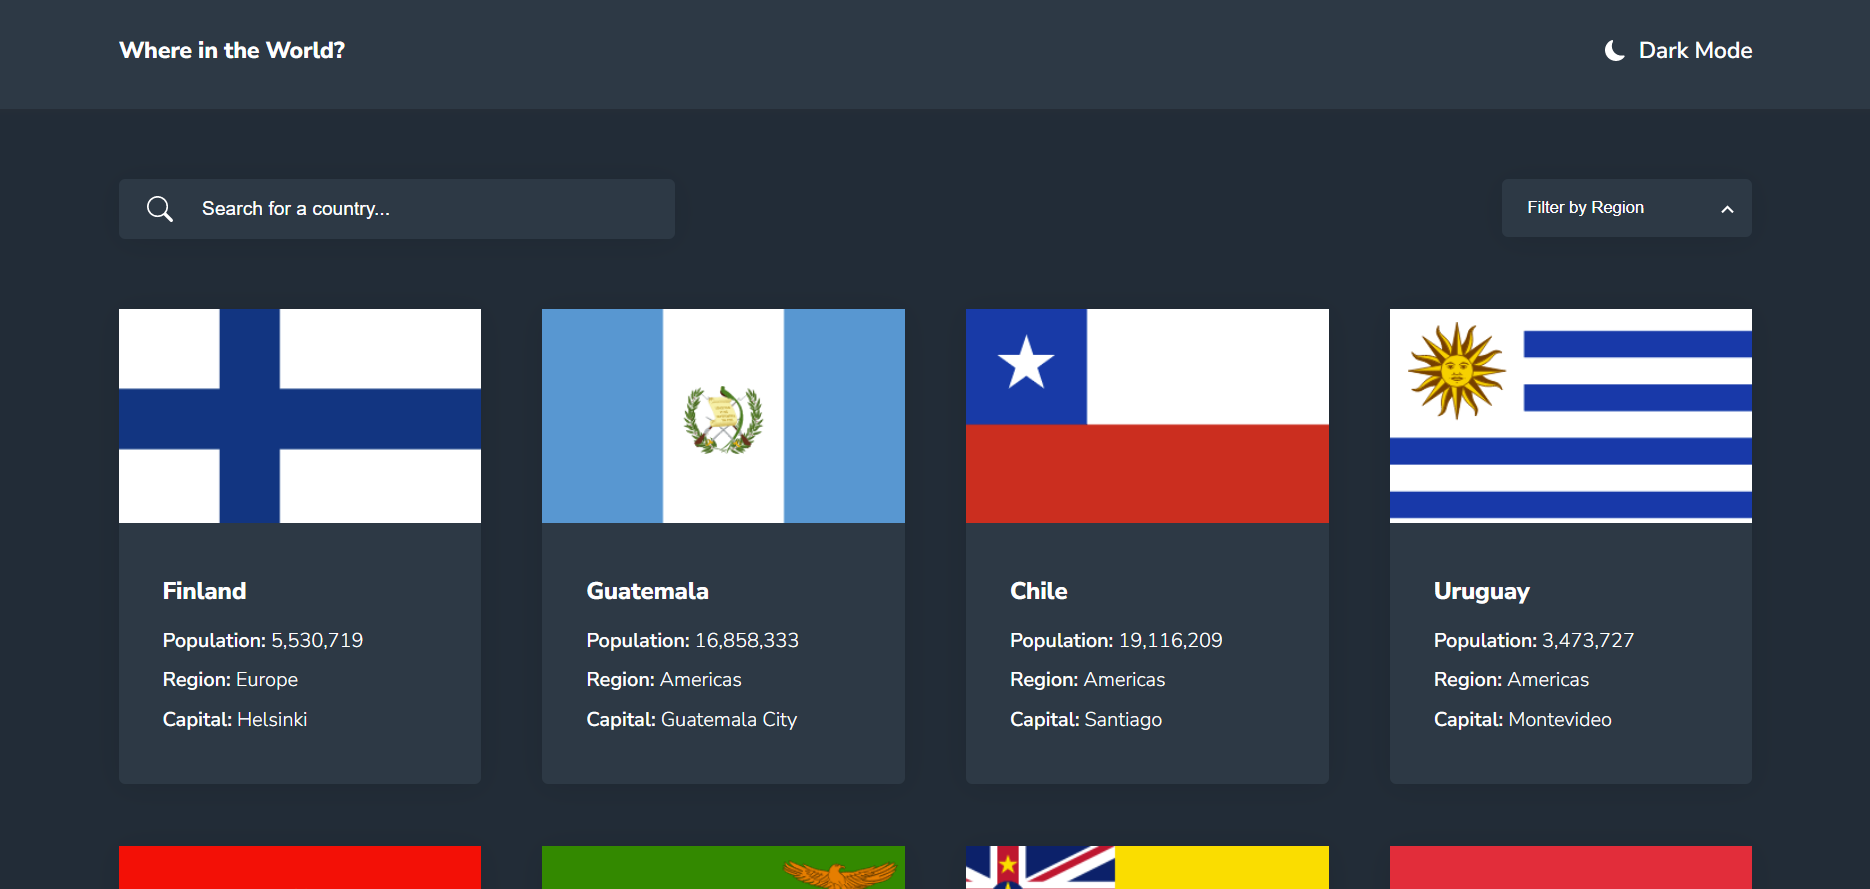 Where in the World?
Dark Mode
Search for a country...
Filter by Region
Finland
Population: 5,530,719
Region: Europe
Capital: Helsinki
Guatemala
Population: 16,858,333
Region: Americas
Capital: Guatemala City
Chile
Population: 19,116,209
Region: Americas
Capital: Santiago
Uruguay
Population: 3,473,727
Region: Americas
Capital: Montevideo